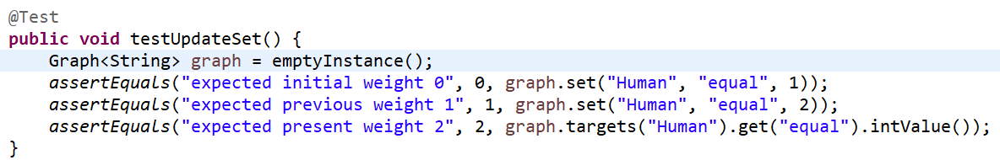 @Test
public void testUpdateSet() {
    Graph<String> graph = emptyInstance();
    assertEquals("expected initial weight 0", 0, graph.set("Human", "equal", 1));
    assertEquals("expected previous weight 1", 1, graph.set("Human", "equal", 2));
    assertEquals("expected present weight 2", 2, graph.targets("Human").get("equal").intValue());
}